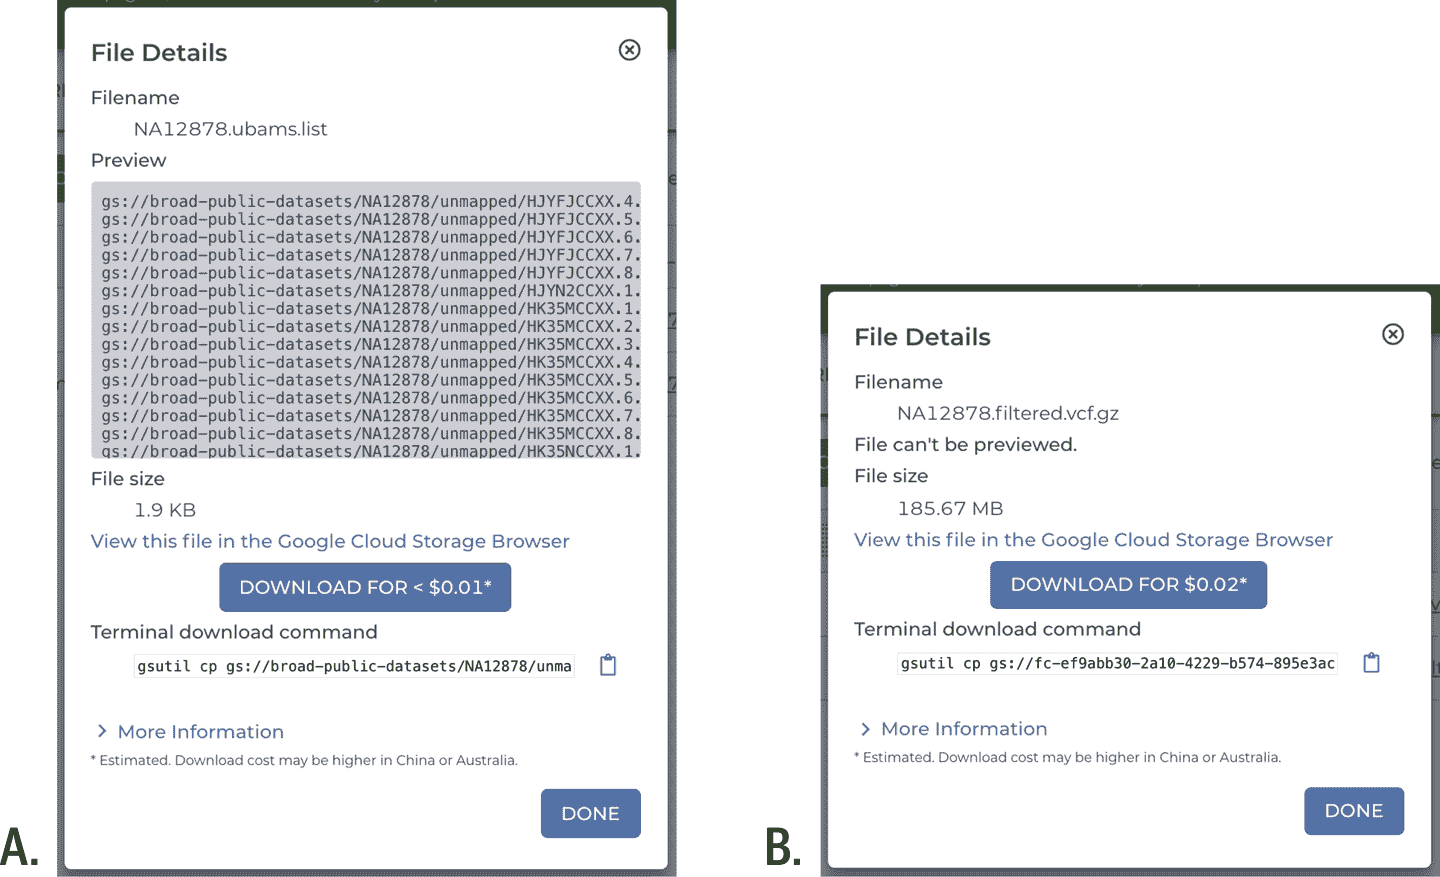 File Details
Filename
NA12878.ubams.list
Preview
gs://broad-public-datasets/NA12878/unmapped/HJYFJCCXX.4.
gs://broad-public-datasets/NA12878/unmapped/HJYFJCCXX.5.
gs://broad-public-datasets/NA12878/unmapped/HJYFJCCXX.6.
gs://broad-public-datasets/NA12878/unmapped/HJYFJCCXX.7.
gs://broad-public-datasets/NA12878/unmapped/HJYFJCCXX.8.
gs://broad-public-datasets/NA12878/unmapped/HJYN2CCXX.1.
gs://broad-public-datasets/NA12878/unmapped/HK35MCCXX.1.
gs://broad-public-datasets/NA12878/unmapped/HK35MCCXX.2.
gs://broad-public-datasets/NA12878/unmapped/HK35MCCXX.3.
gs://broad-public-datasets/NA12878/unmapped/HK35MCCXX.4.
gs://broad-public-datasets/NA12878/unmapped/HK35MCCXX.5.
gs://broad-public-datasets/NA12878/unmapped/HK35MCCXX.6.
gs://broad-public-datasets/NA12878/unmapped/HK35MCCXX.7.
gs://broad-public-datasets/NA12878/unmapped/HK35MCCXX.8.
gs://broad-public-datasets/NA12878/unmapped/HK35NCCXX.1.
File size
1.9 KB
View this file in the Google Cloud Storage Browser
DOWNLOAD FOR < $0.01*
Terminal download command
gsutil cp gs://broad-public-datasets/NA12878/unma
More Information
* Estimated. Download cost may be higher in China or Australia.
DONE
A.
File Details
Filename
NA12878.filtered.vcf.gz
File can't be previewed.
File size
185.67 MB
View this file in the Google Cloud Storage Browser
DOWNLOAD FOR $0.02*
Terminal download command
gsutil cp gs://fc-ef9abb30-2a10-4229-b574-895e3ac
More Information
* Estimated. Download cost may be higher in China or Australia.
DONE
B.